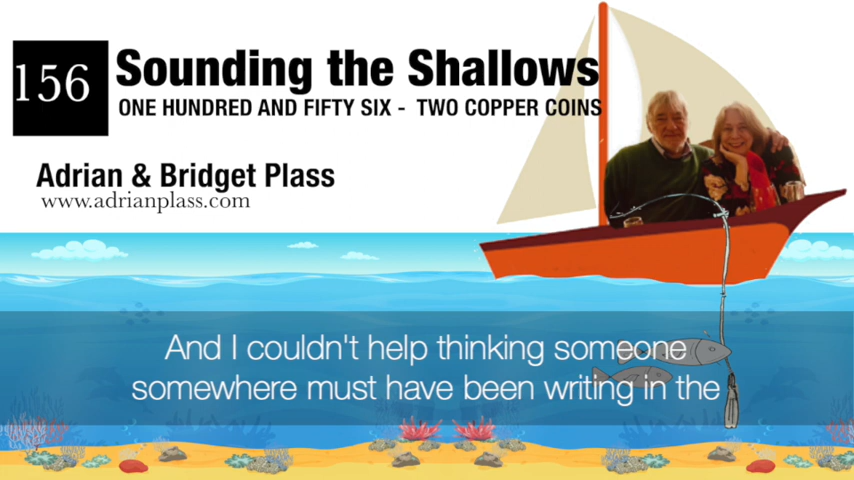 156
Sounding the Shallows
ONE HUNDRED AND FIFTY SIX - TWO COPPER COINS
Adrian & Bridget Plass
www.adrianplass.com
And I couldn't help thinking someone
somewhere must have been writing in the